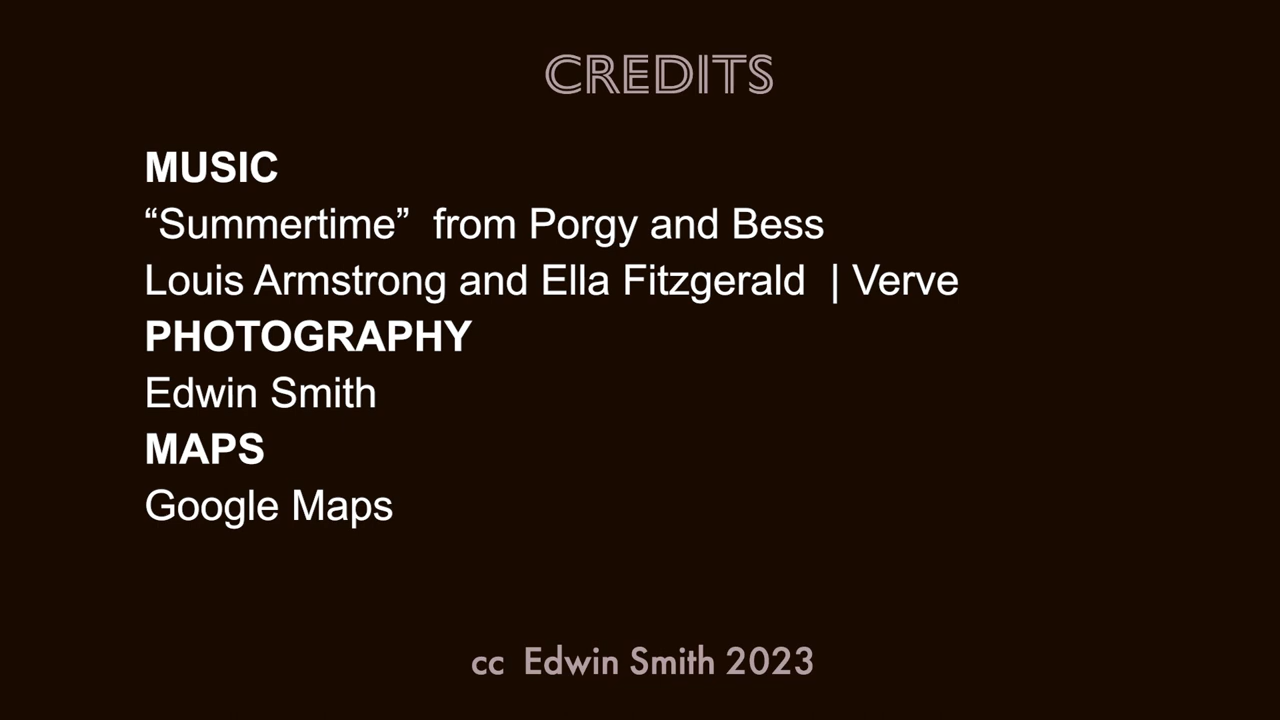 CREDITS
MUSIC
“Summertime”  from Porgy and Bess
Louis Armstrong and Ella Fitzgerald  | Verve
PHOTOGRAPHY
Edwin Smith
MAPS
Google Maps
cc  Edwin Smith 2023